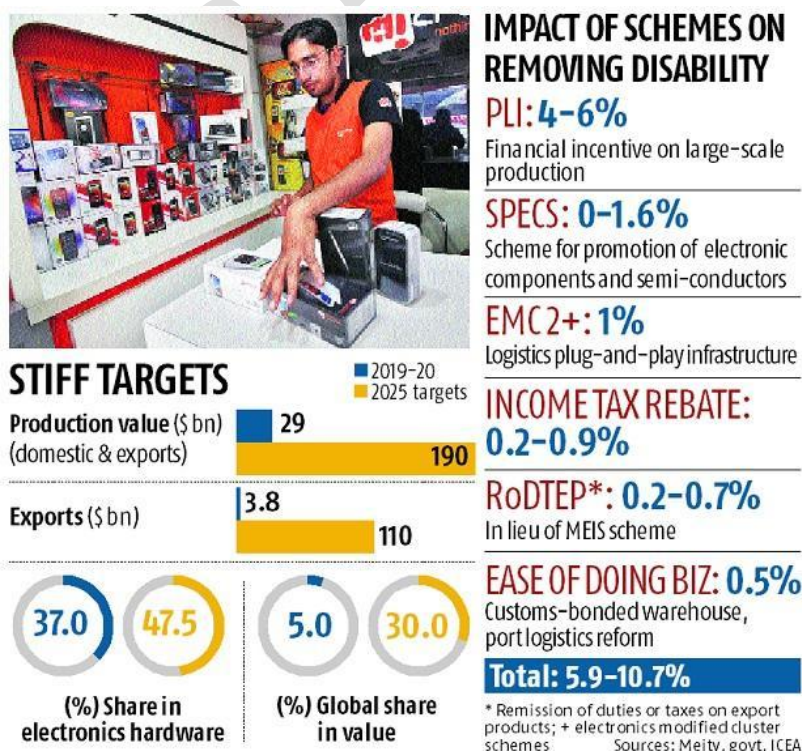 nothin
STIFF TARGETS
2019-20
2025 targets
Production value ($ bn)
(domestic & exports)
29
190
Exports ($ bn)
3.8
110
37.0
47.5
5.0
30.0
(%) Share in
electronics hardware
(%) Global share
in value
IMPACT OF SCHEMES ON
REMOVING DISABILITY
PLI: 4-6%
Financial incentive on large-scale
production
SPECS: 0-1.6%
Scheme for promotion of electronic
components and semi-conductors
EMC 2+: 1%
Logistics plug-and-play infrastructure
INCOME TAX REBATE:
0.2-0.9%
RoDTEP*: 0.2-0.7%
In lieu of MEIS scheme
EASE OF DOING BIZ: 0.5%
Customs-bonded warehouse,
port logistics reform
Total: 5.9-10.7%
* Remission of duties or taxes on export
products; + electronics modified cluster
schemes Sources: Meity, govt, ICEA